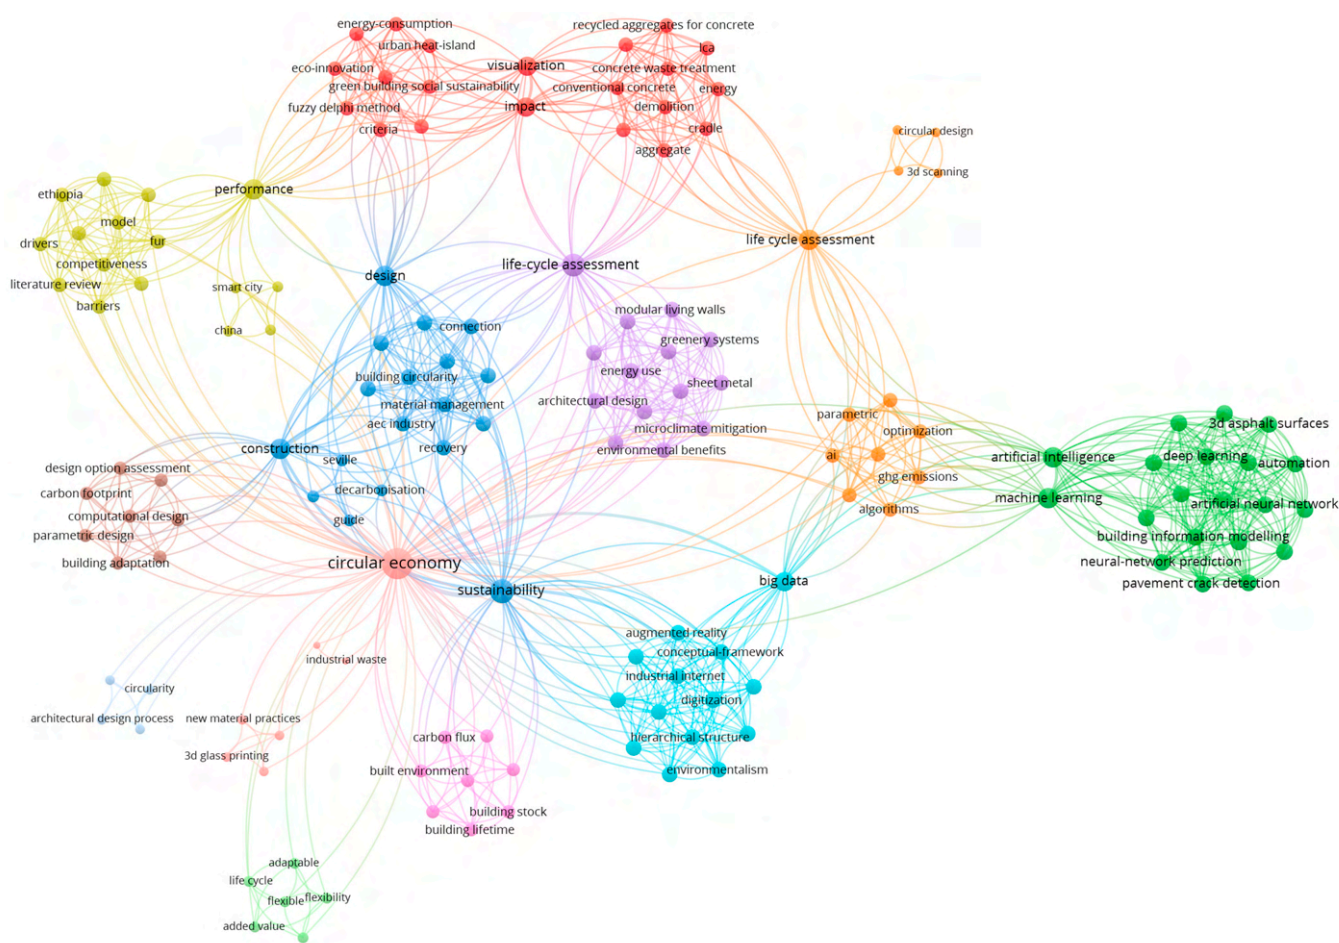 energy-consumption
recycled aggregates for concrete
urban heat-island
lca
visualization
eco-innovation
concrete waste treatment
green building social sustainability
conventional concrete
energy
fuzzy delphi method
impact
demolition
criteria
cradle
circular design
aggregate
3d scanning
ethiopia
performance
model
drivers
fur
life cycle assessment
competitiveness
life-cycle assessment
literature review
design
smart city
barriers
china
connection
modular living walls
greenery systems
building circularity
energy use
sheet metal
material management
architectural design
aec industry
microclimate mitigation
parametric
optimization
3d asphalt surfaces
construction
recovery
environmental benefits
seville
ai
artificial intelligence
deep learning
automation
design option assessment
ghg emissions
carbon footprint
decarbonisation
machine learning
artificial neural network
algorithms
computational design
guide
parametric design
building information modelling
building adaptation
circular economy
neural-network prediction
sustainability
big data
pavement crack detection
augmented reality
industrial waste
conceptual-framework
industrial internet
circularity
digitization
architectural design process
new material practices
carbon flux
hierarchical structure
3d glass printing
built environment
environmentalism
building stock
building lifetime
adaptable
life cycle
flexible
flexibility
added value